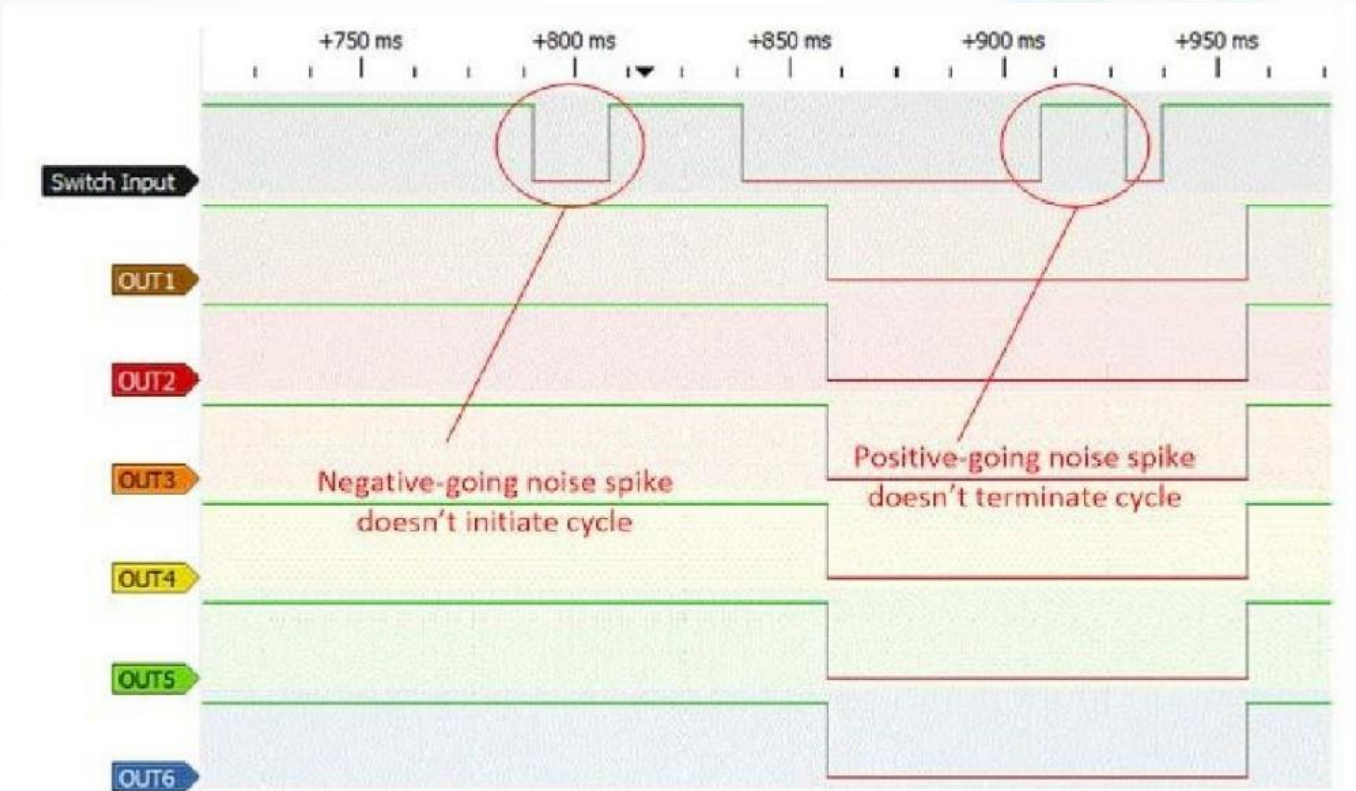 +750 ms +800 ms +850 ms +900 ms +950 ms
Switch Input
OUT1
OUT2
OUT3
Negative-going noise spike
doesn't initiate cycle
Positive-going noise spike
doesn't terminate cycle
OUT4
OUT5
OUT6